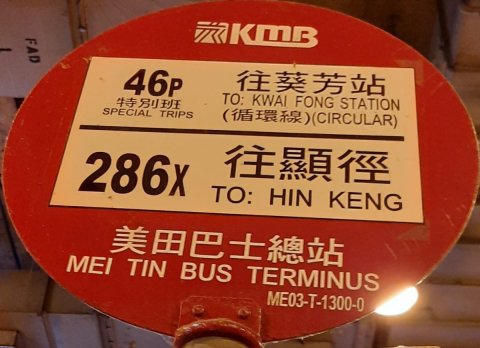 KMB
46P
特別班
SPECIAL TRIPS
往葵芳站
TO: KWAI FONG STATION
(循環線)(CIRCULAR)
286X
往顯徑
TO: HIN KENG
美田巴士總站
MEI TIN BUS TERMINUS
ME03-T-1300-0
FAD